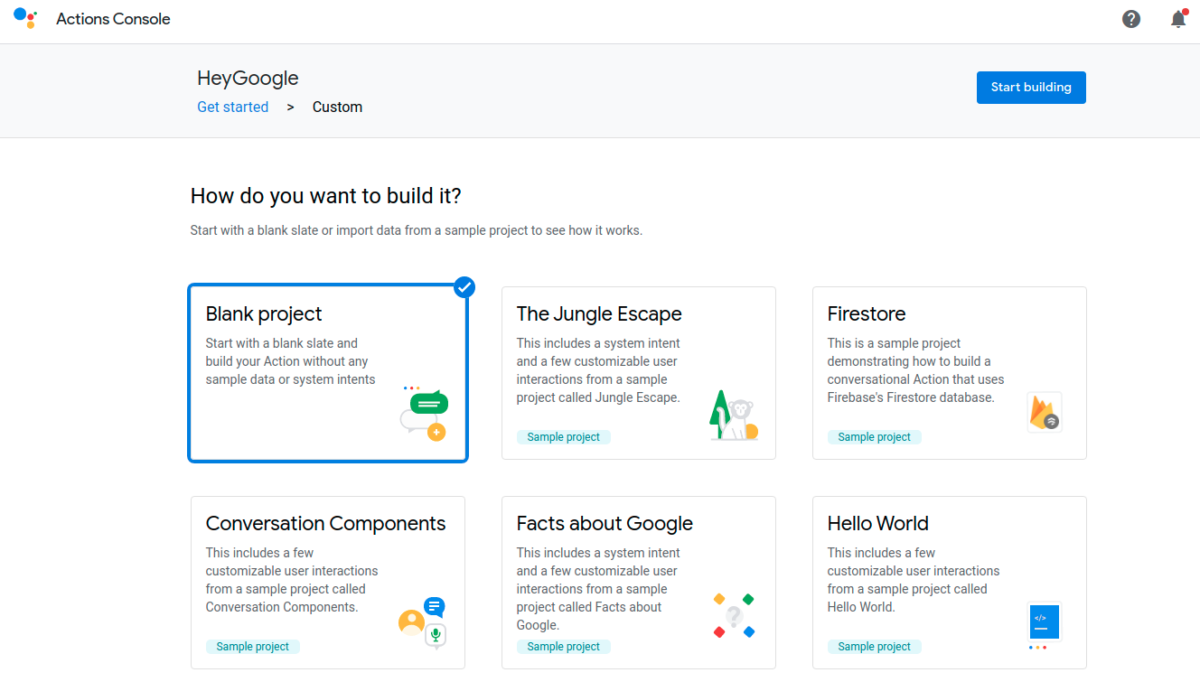 Actions Console
HeyGoogle
Get started > Custom
Start building
How do you want to build it?
Start with a blank slate or import data from a sample project to see how it works.
Blank project
Start with a blank slate and
build your Action without any
sample data or system intents
The Jungle Escape
This includes a system intent
and a few customizable user
interactions from a sample
project called Jungle Escape.
Sample project
Firestore
This is a sample project
demonstrating how to build a
conversational Action that uses
Firebase's Firestore database.
Sample project
Conversation Components
This includes a few
customizable user interactions
from a sample project called
Conversation Components.
Sample project
Facts about Google
This includes a system intent
and a few customizable user
interactions from a sample
project called Facts about
Google.
Sample project
Hello World
This includes a few
customizable user interactions
from a sample project called
Hello World.
Sample project